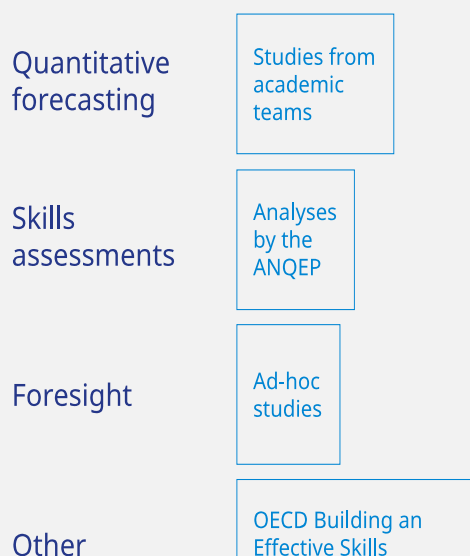 Quantitative
forecasting
Studies from
academic
teams
Skills
assessments
Analyses
by the
ANQEP
Foresight
Ad-hoc
studies
Other
OECD Building an
Effective Skills